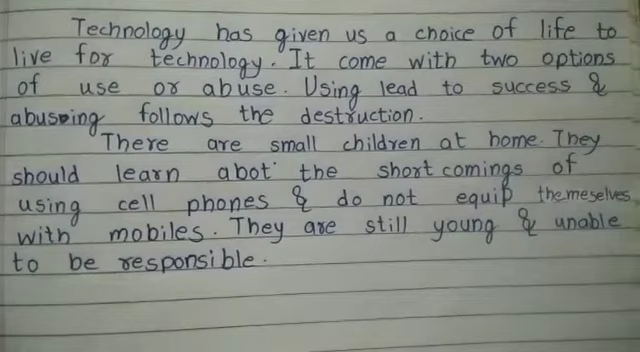 Technology has given us a choice of life to
live for technology. It come with two options
of use or abuse. Using lead to success &
abusing follows the destruction.
There are small children at home. They
should learn abot the shortcomings of
using cell phones & do not equip themeselves
with mobiles. They are still young & unable
to be responsible.